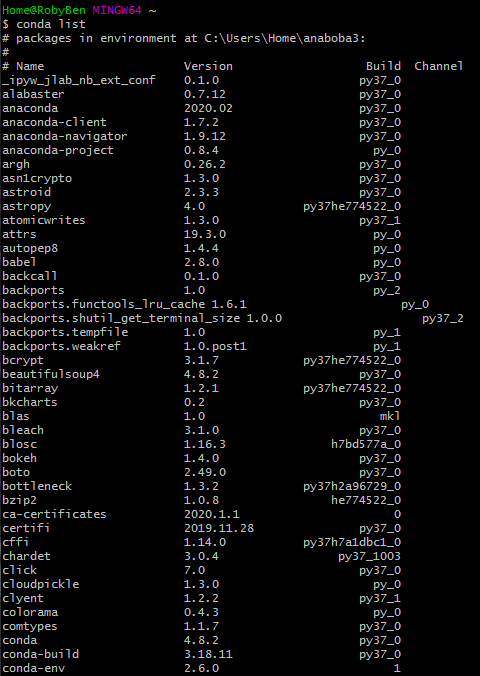 Home@RobyBen MINGW64 ~
$ conda list
# packages in environment at C:\Users\Home\anaboba3:
#
# Name                    Version                   Build  Channel
_ipyw_jlab_nb_ext_conf    0.1.0                    py37_0
alabaster                 0.7.12                   py37_0
anaconda                  2020.02                  py37_0
anaconda-client           1.7.2                    py37_0
anaconda-navigator        1.9.12                   py37_0
anaconda-project          0.8.4                      py_0
argh                      0.26.2                   py37_0
asn1crypto                1.3.0                    py37_0
astroid                   2.3.3                    py37_0
astropy                   4.0              py37he774522_0
atomicwrites              1.3.0                    py37_1
attrs                     19.3.0                     py_0
autopep8                  1.4.4                      py_0
babel                     2.8.0                      py_0
backcall                  0.1.0                    py37_0
backports                 1.0                        py_2
backports.functools_lru_cache 1.6.1                      py_0
backports.shutil_get_terminal_size 1.0.0                    py37_2
backports.tempfile        1.0                        py_1
backports.weakref         1.0.post1                  py_1
bcrypt                    3.1.7            py37he774522_0
beautifulsoup4            4.8.2                    py37_0
bitarray                  1.2.1            py37he774522_0
bkcharts                  0.2                      py37_0
blas                      1.0                         mkl
bleach                    3.1.0                    py37_0
blosc                     1.16.3               h7bd577a_0
bokeh                     1.4.0                    py37_0
boto                      2.49.0                   py37_0
bottleneck                1.3.2            py37h2a96729_0
bzip2                     1.0.8                he774522_0
ca-certificates           2020.1.1                      0
certifi                   2019.11.28               py37_0
cffi                      1.14.0           py37h7a1dbc1_0
chardet                   3.0.4                 py37_1003
click                     7.0                      py37_0
cloudpickle               1.3.0                      py_0
clyent                    1.2.2                    py37_1
colorama                  0.4.3                      py_0
comtypes                  1.1.7                    py37_0
conda                     4.8.2                    py37_0
conda-build               3.18.11                  py37_0
conda-env                 2.6.0                         1